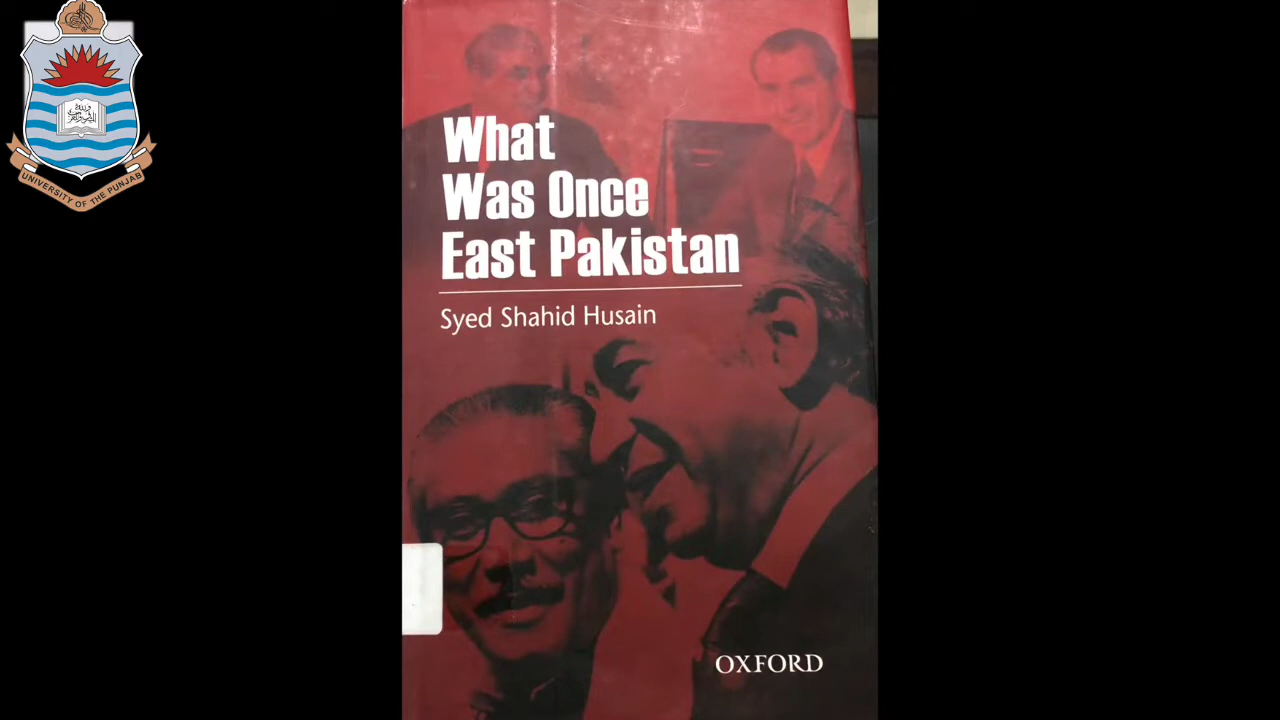 UNIVERSITY OF THE PUNJAB
What
Was Once
East Pakistan
Syed Shahid Husain
OXFORD